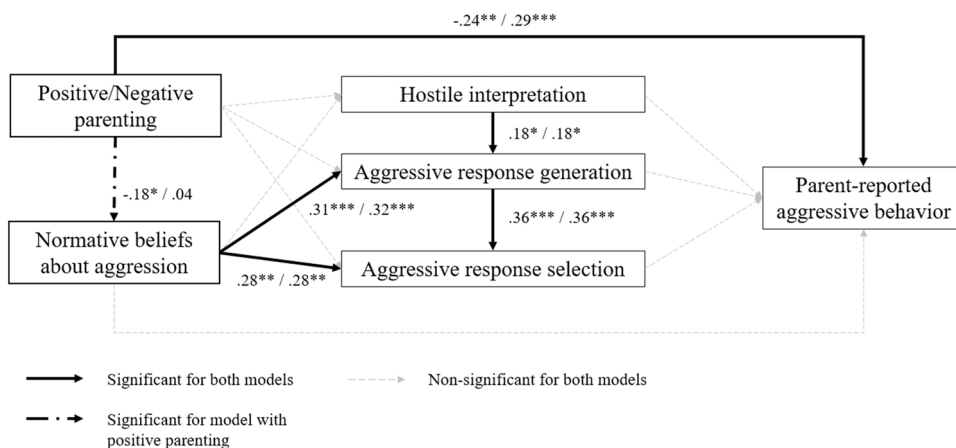 -.24** / .29***
Positive/Negative
parenting
Hostile interpretation
.18* / .18*
Aggressive response generation
-.18* / .04
.31*** / .32***
.36*** / .36***
Parent-reported
aggressive behavior
Normative beliefs
about aggression
.28** / .28**
Aggressive response selection
Significant for both models
Non-significant for both models
Significant for model with
positive parenting